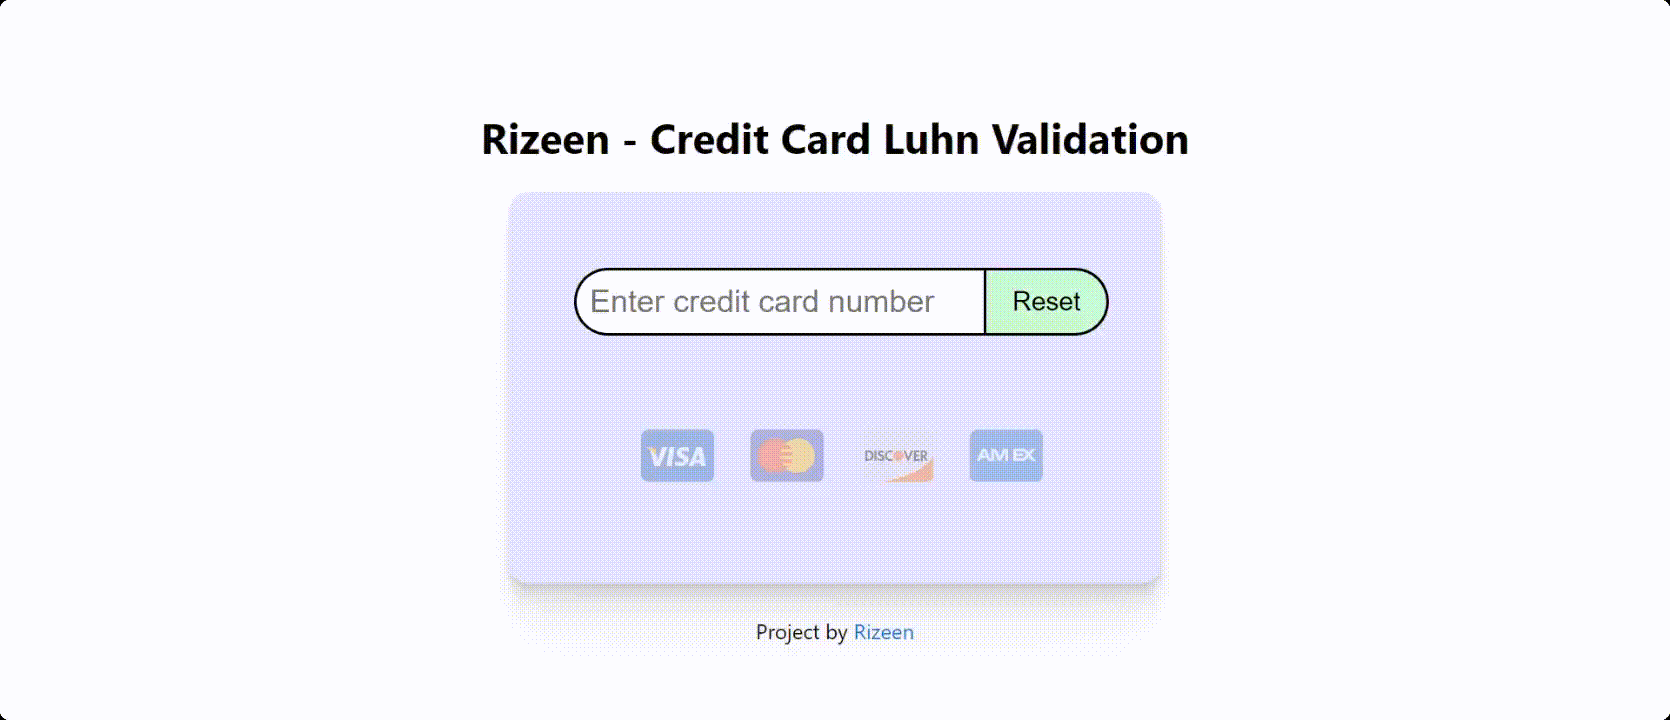 Rizeen - Credit Card Luhn Validation
Enter credit card number Reset
VISA DISCOVER AM EX
Project by Rizeen